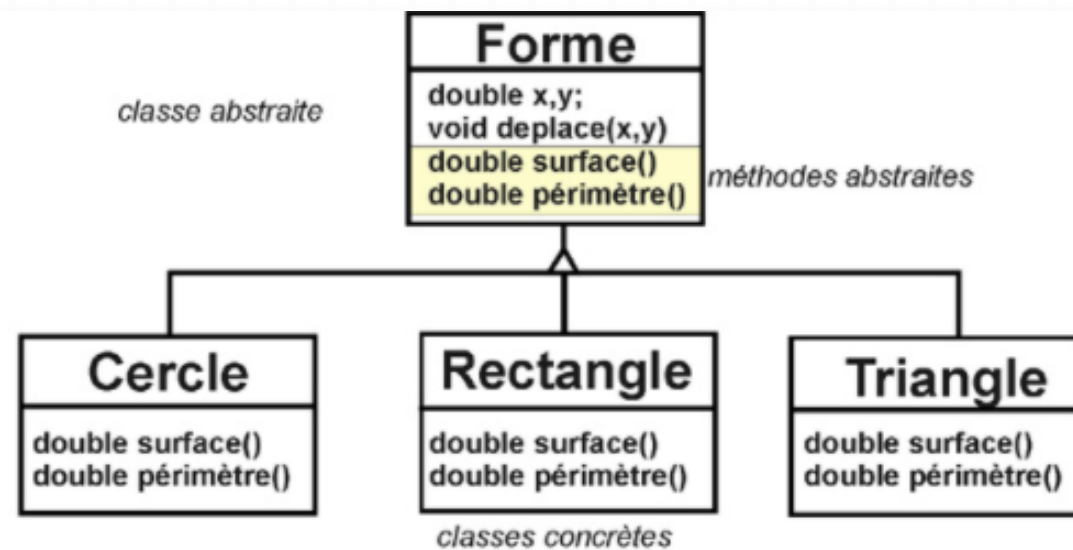 Forme
classe abstraite
double x,y;
void deplace(x,y)
double surface()
double périmètre()
méthodes abstraites
Cercle
double surface()
double périmètre()
Rectangle
double surface()
double périmètre()
Triangle
double surface()
double périmètre()
classes concrètes